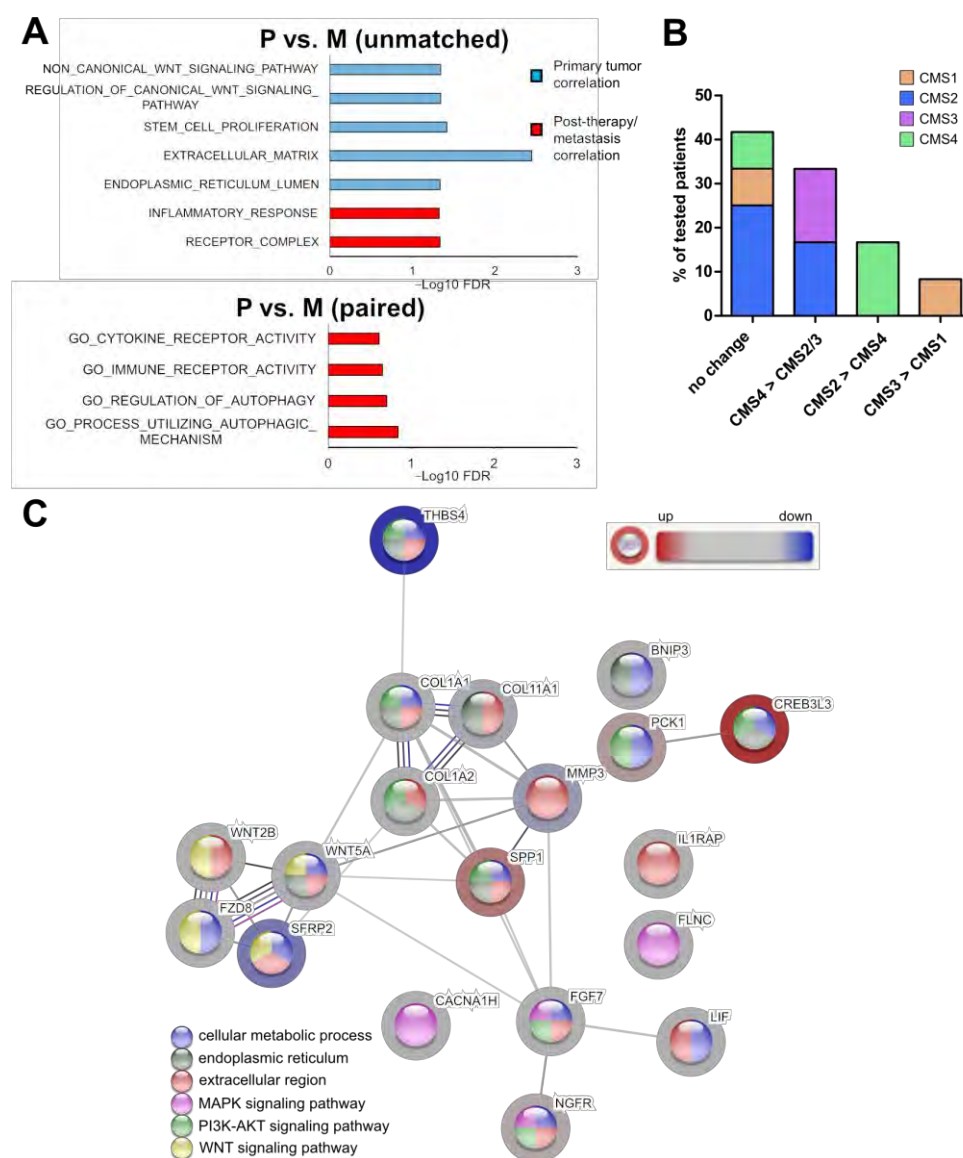 A
P vs. M (unmatched)
NON_CANONICAL_WNT_SIGNALING_PATHWAY
REGULATION_OF_CANONICAL_WNT_SIGNALING_
PATHWAY
STEM_CELL_PROLIFERATION
EXTRACELLULAR_MATRIX
ENDOPLASMIC_RETICULUM_LUMEN
INFLAMMATORY_RESPONSE
RECEPTOR_COMPLEX
Primary tumor
correlation
Post-therapy/
metastasis
correlation
0 1 2 3
−Log10 FDR
P vs. M (paired)
GO_CYTOKINE_RECEPTOR_ACTIVITY
GO_IMMUNE_RECEPTOR_ACTIVITY
GO_REGULATION_OF_AUTOPHAGY
GO_PROCESS_UTILIZING_AUTOPHAGIC_
MECHANISM
0 1 2 3
−Log10 FDR
B
CMS1
CMS2
CMS3
CMS4
% of tested patients
50
40
30
20
10
0
no change
CMS4 > CMS2/3
CMS2 > CMS4
CMS3 > CMS1
C
up down
THBS4
BNIP3
COL1A1
COL11A1
CREB3L3
PCK1
COL1A2
MMP3
WNT2B
WNT5A
IL1RAP
SPP1
FZD8
SFRP2
FLNC
CACNA1H
FGF7
LIF
NGFR
cellular metabolic process
endoplasmic reticulum
extracellular region
MAPK signaling pathway
PI3K-AKT signaling pathway
WNT signaling pathway